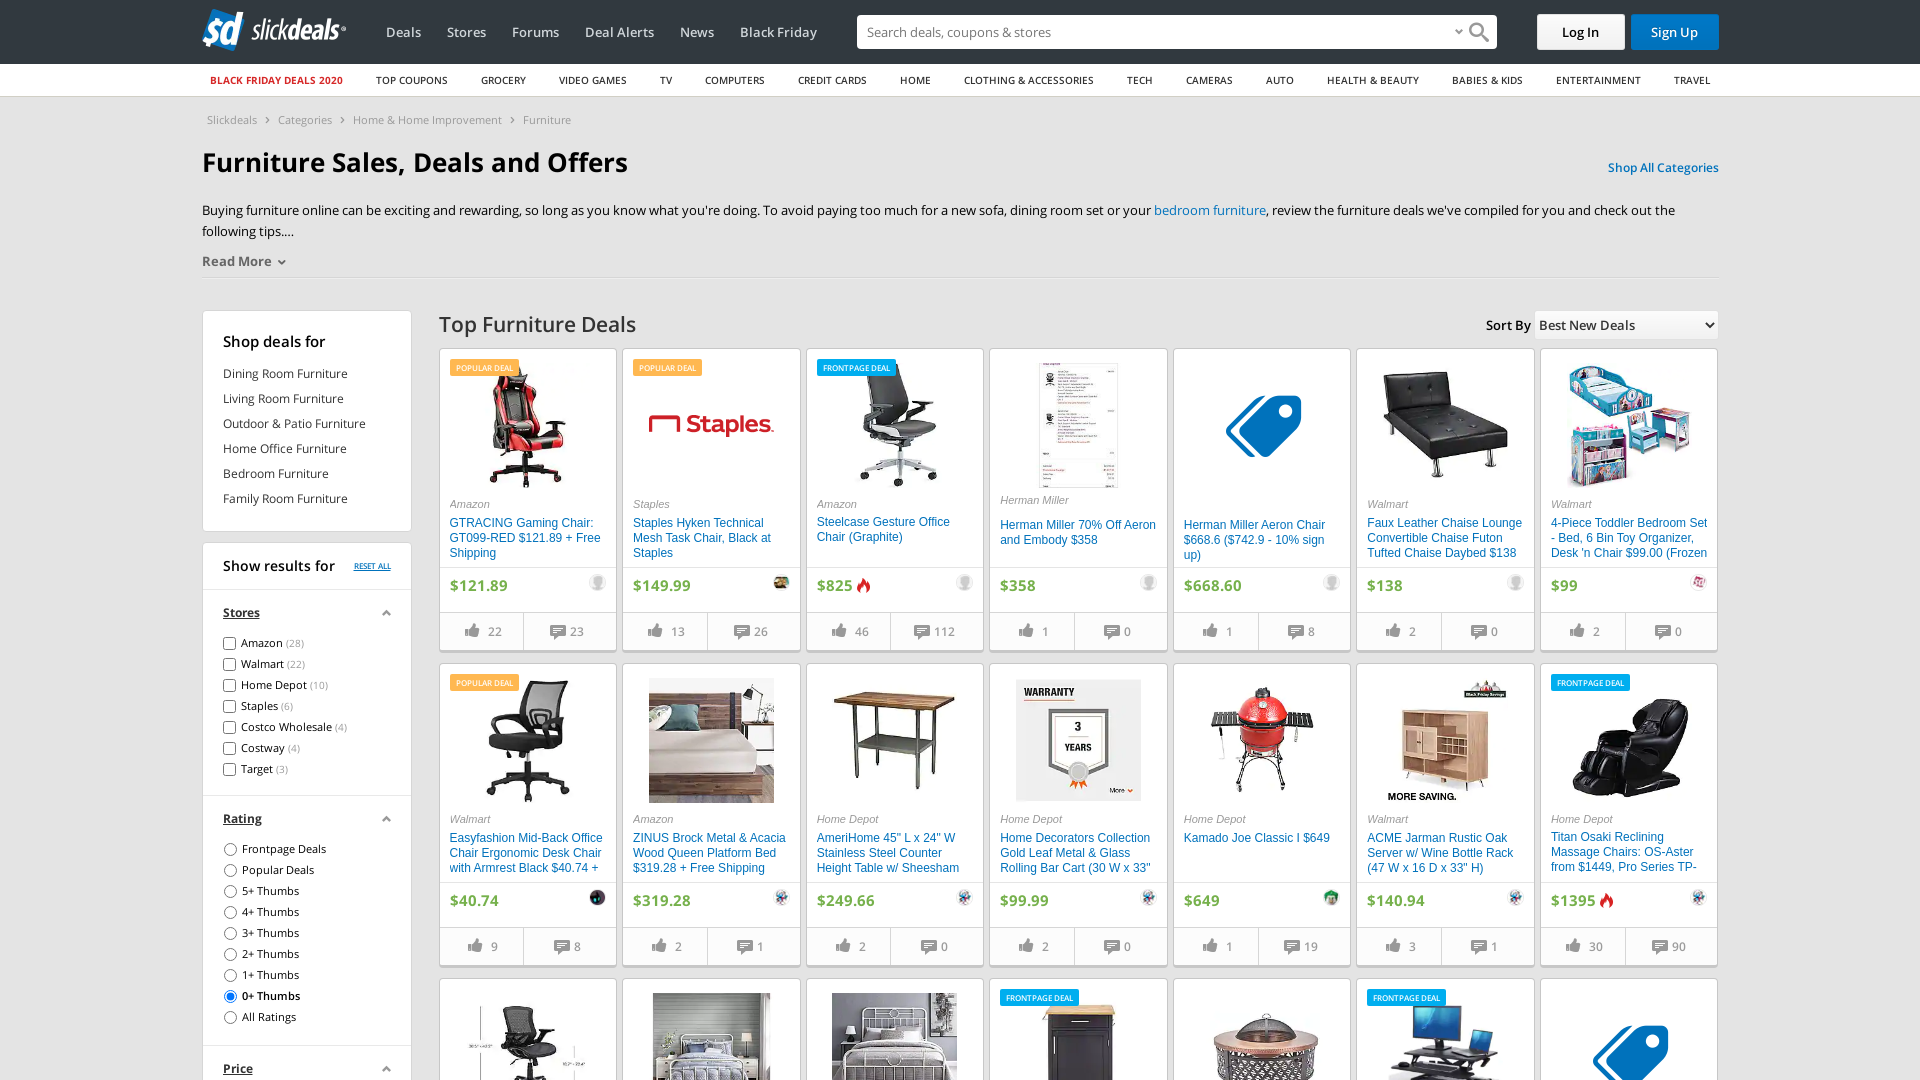 slickdeals
Deals
Stores
Forums
Deal Alerts
News
Black Friday
Search deals, coupons & shopping
Log In
Sign Up
BLACK FRIDAY DEALS 2020
TOP COUPONS
GROCERY
VIDEO GAMES
TV
COMPUTERS
CREDIT CARDS
HOME
CLOTHING & ACCESSORIES
TECH
CAMERAS
AUTO
HEALTH & BEAUTY
BABIES & KIDS
ENTERTAINMENT
TRAVEL
Slickdeals > Categories > Home & Home Improvement > Furniture
Furniture Sales, Deals and Offers
Shop All Categories
Buying furniture online can be exciting and rewarding, so long as you know what you're doing. To avoid paying too much for a new sofa, dining room set or your bedroom furniture, review the furniture deals we've compiled for you and check out the
following tips....
Read More
Shop deals for
Dining Room Furniture
Living Room Furniture
Outdoor & Patio Furniture
Home Office Furniture
Bedroom Furniture
Family Room Furniture
Show results for
RESET ALL
Stores
Amazon (28)
Walmart (22)
Home Depot (10)
Staples (6)
Costco Wholesale (4)
Costway (4)
Target (3)
Rating
Frontpage Deals
Popular Deals
5+ Thumbs
4+ Thumbs
3+ Thumbs
2+ Thumbs
1+ Thumbs
0+ Thumbs
All Ratings
Price
Top Furniture Deals
Sort By Best New Deals
POPULAR DEAL
Amazon
GTRACING Gaming Chair:
GT099-RED $121.89 + Free
Shipping
$121.89
22
23
POPULAR DEAL
Staples
Staples
Staples Hyken Technical
Mesh Task Chair, Black at
Staples
$149.99
13
26
FRONTPAGE DEAL
Amazon
Steelcase Gesture Office
Chair (Graphite)
$825
46
112
Herman Miller
Herman Miller 70% Off Aeron
and Embody $358
$358
1
0
Herman Miller Aeron Chair
$668.6 ($742.9 - 10% sign
up)
$668.60
1
8
Walmart
Faux Leather Chaise Lounge
Convertible Chaise Futon
Tufted Chaise Daybed $138
$138
2
0
Walmart
4-Piece Toddler Bedroom Set
- Bed, 6 Bin Toy Organizer,
Desk 'n Chair $99.00 (Frozen
$99
2
0
POPULAR DEAL
Walmart
Easyfashion Mid-Back Office
Chair Ergonomic Desk Chair
with Armrest Black $40.74 +
$40.74
9
8
Amazon
ZINUS Brock Metal & Acacia
Wood Queen Platform Bed
$319.28 + Free Shipping
$319.28
2
1
Home Depot
AmeriHome 45" L x 24" W
Stainless Steel Counter
Height Table w/ Sheesham
$249.66
2
0
WARRANTY
3
YEARS
More
Home Depot
Home Decorators Collection
Gold Leaf Metal & Glass
Rolling Bar Cart (30 W x 33"
$99.99
2
0
Home Depot
Kamado Joe Classic I $649
$649
1
19
Black Friday Savings
MORE SAVING.
Walmart
ACME Jarman Rustic Oak
Server w/ Wine Bottle Rack
(47 W x 16 D x 33" H)
$140.94
3
1
FRONTPAGE DEAL
Home Depot
Titan Osaki Reclining
Massage Chairs: OS-Aster
from $1449, Pro Series TP-
$1395
30
90
FRONTPAGE DEAL
FRONTPAGE DEAL